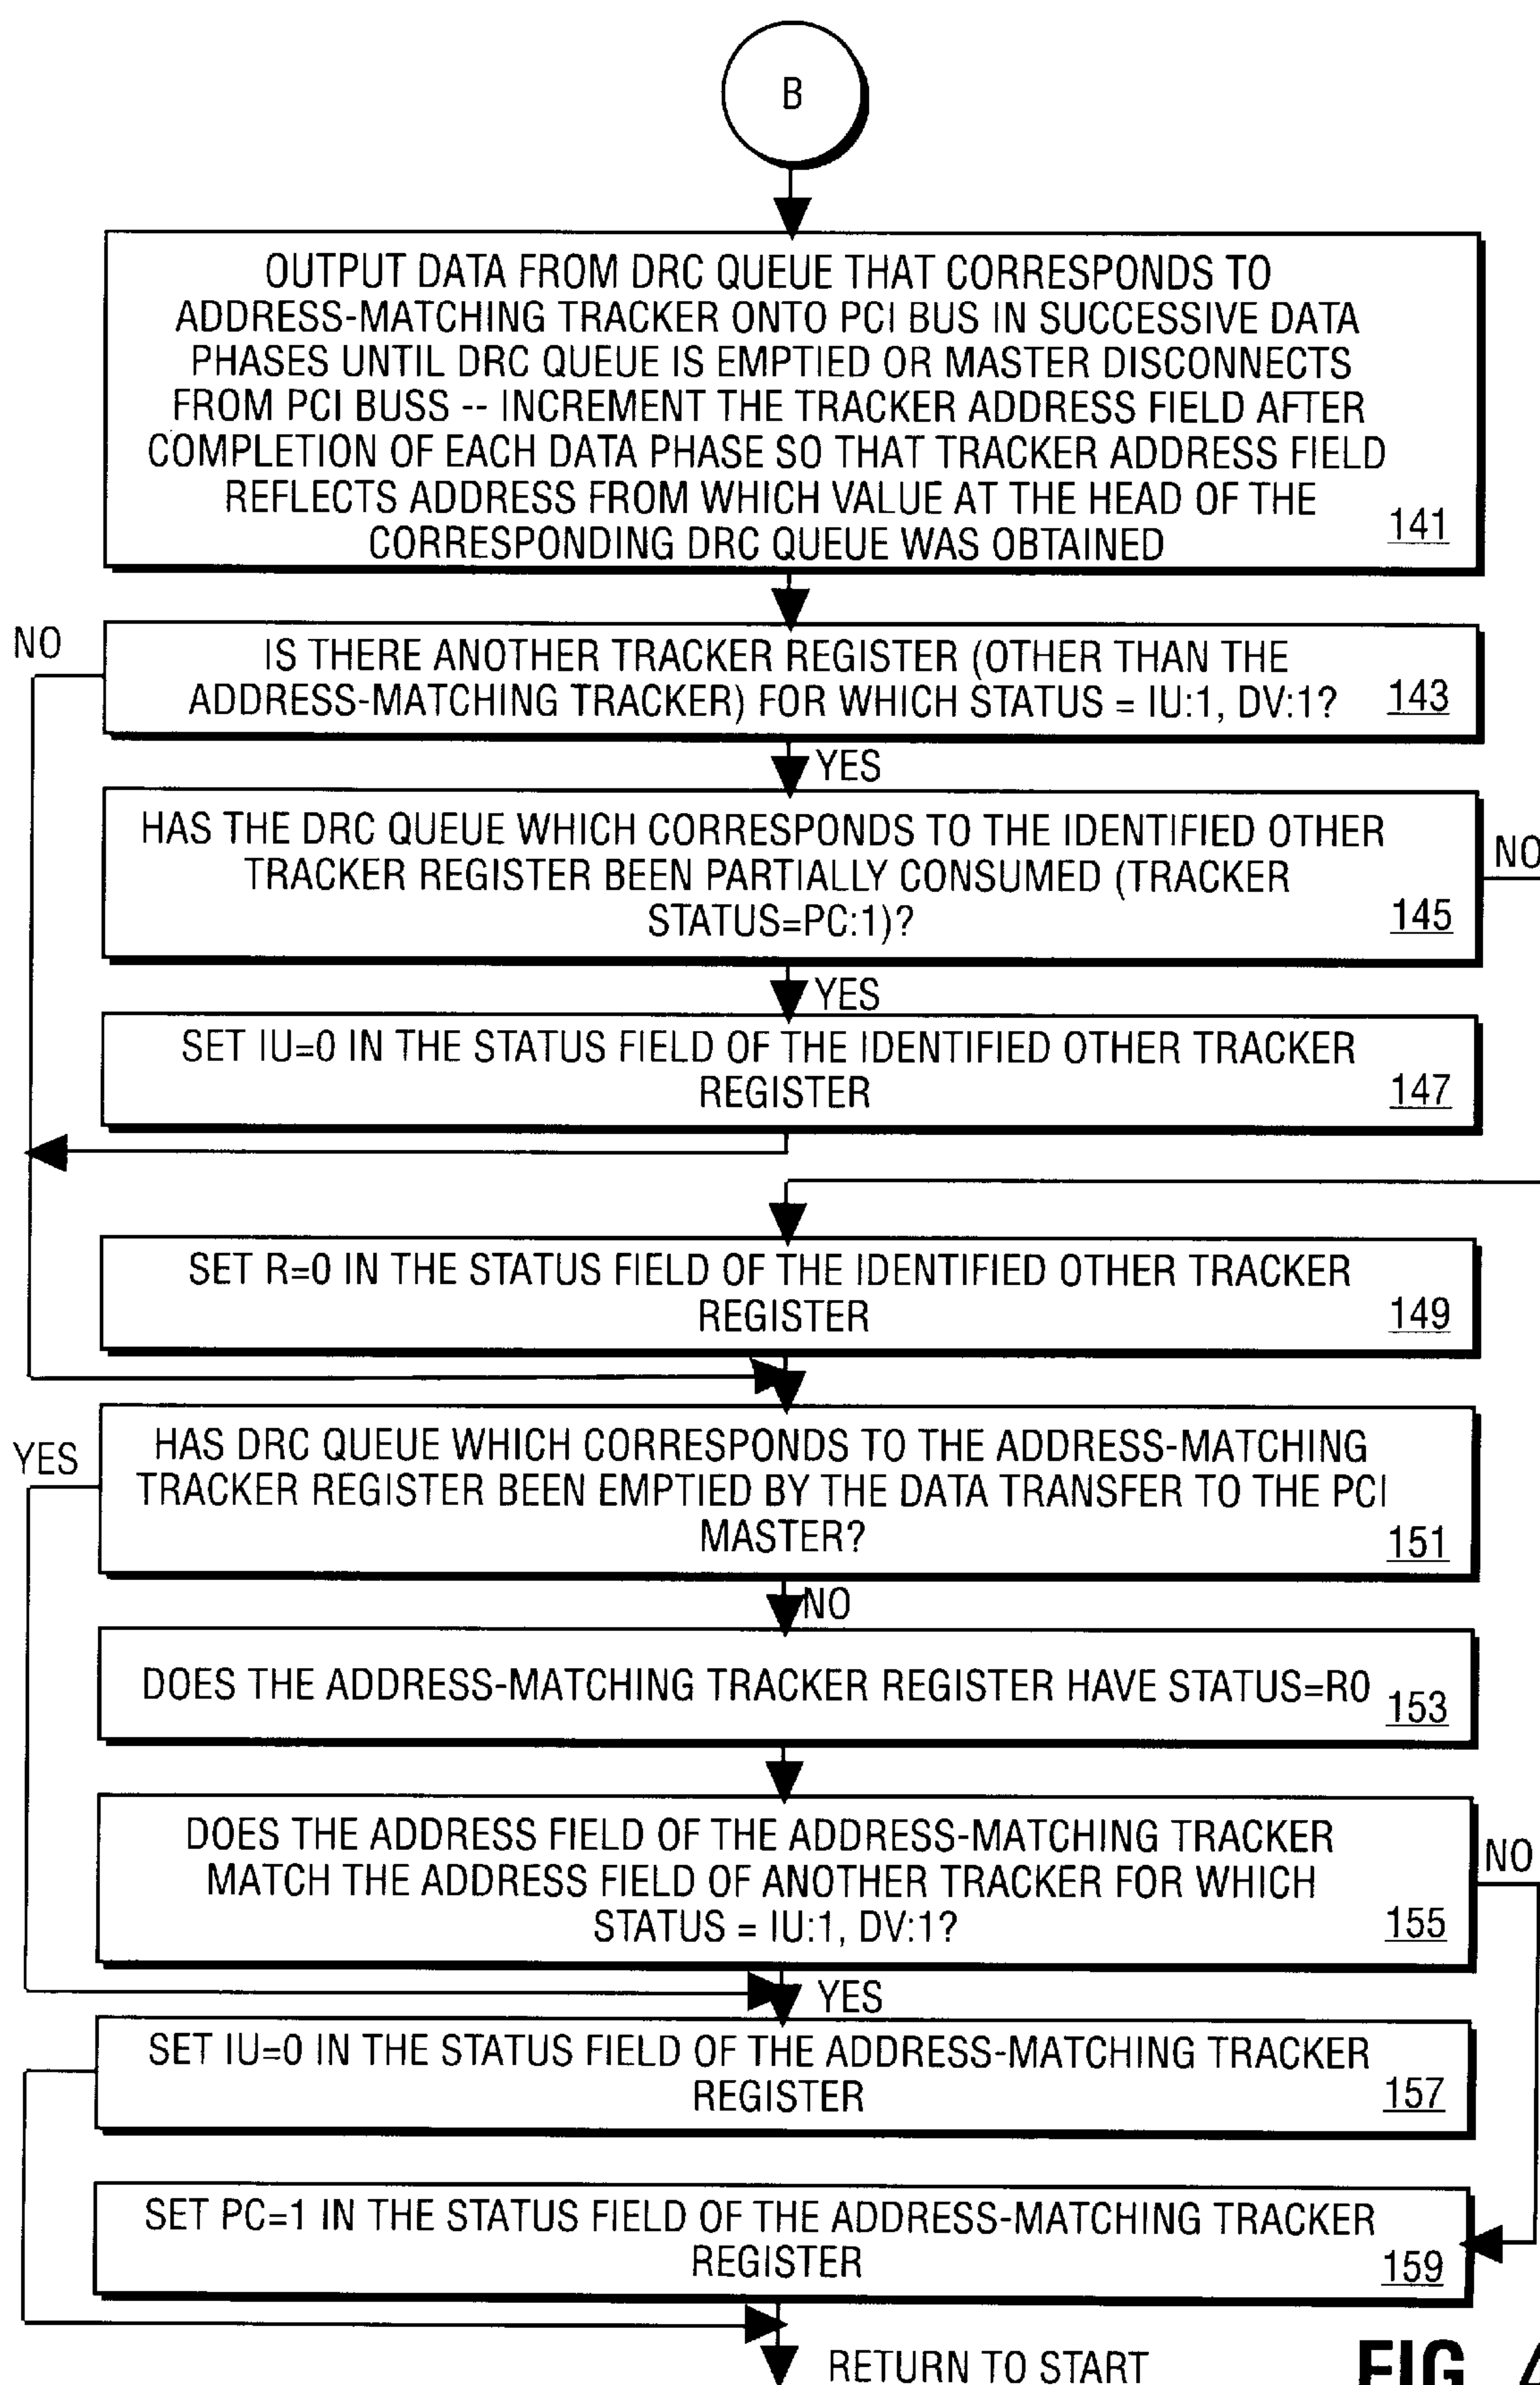 B
OUTPUT DATA FROM DRC QUEUE THAT CORRESPONDS TO
ADDRESS-MATCHING TRACKER ONTO PCI BUS IN SUCCESSIVE DATA
PHASES UNTIL DRC QUEUE IS EMPTIED OR MASTER DISCONNECTS
FROM PCI BUSS -- INCREMENT THE TRACKER ADDRESS FIELD AFTER
COMPLETION OF EACH DATA PHASE SO THAT TRACKER ADDRESS FIELD
REFLECTS ADDRESS FROM WHICH VALUE AT THE HEAD OF THE
CORRESPONDING DRC QUEUE WAS OBTAINED
141
NO
IS THERE ANOTHER TRACKER REGISTER (OTHER THAN THE
ADDRESS-MATCHING TRACKER) FOR WHICH STATUS = IU:1, DV:1?
143
YES
HAS THE DRC QUEUE WHICH CORRESPONDS TO THE IDENTIFIED OTHER
TRACKER REGISTER BEEN PARTIALLY CONSUMED (TRACKER
STATUS=PC:1)?
145
NO
YES
SET IU=0 IN THE STATUS FIELD OF THE IDENTIFIED OTHER TRACKER
REGISTER
147
SET R=0 IN THE STATUS FIELD OF THE IDENTIFIED OTHER TRACKER
REGISTER
149
YES
HAS DRC QUEUE WHICH CORRESPONDS TO THE ADDRESS-MATCHING
TRACKER REGISTER BEEN EMPTIED BY THE DATA TRANSFER TO THE PCI
MASTER?
151
NO
DOES THE ADDRESS-MATCHING TRACKER REGISTER HAVE STATUS=R0
153
DOES THE ADDRESS FIELD OF THE ADDRESS-MATCHING TRACKER
MATCH THE ADDRESS FIELD OF ANOTHER TRACKER FOR WHICH
STATUS = IU:1, DV:1?
155
NO
YES
SET IU=0 IN THE STATUS FIELD OF THE ADDRESS-MATCHING TRACKER
REGISTER
157
SET PC=1 IN THE STATUS FIELD OF THE ADDRESS-MATCHING TRACKER
REGISTER
159
RETURN TO START
FIG